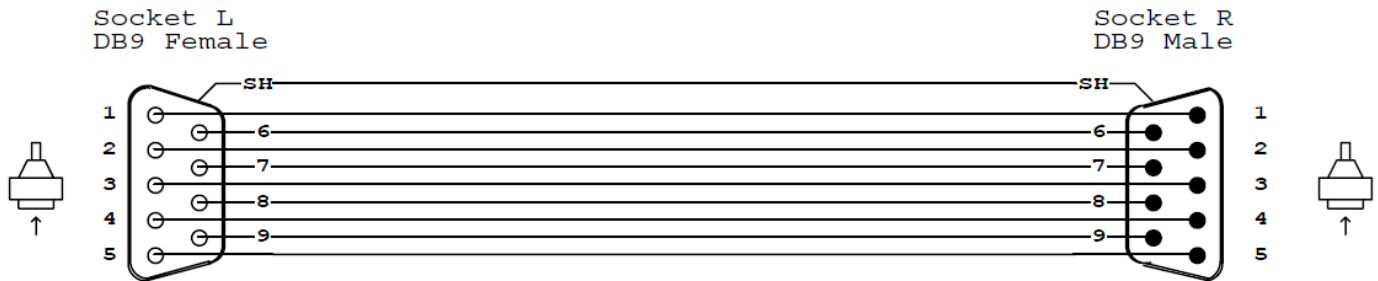 Socket L
DB9 Female
Socket R
DB9 Male
SH SH
1 1
6 6
2 2
7 7
3 3
8 8
4 4
9 9
5 5